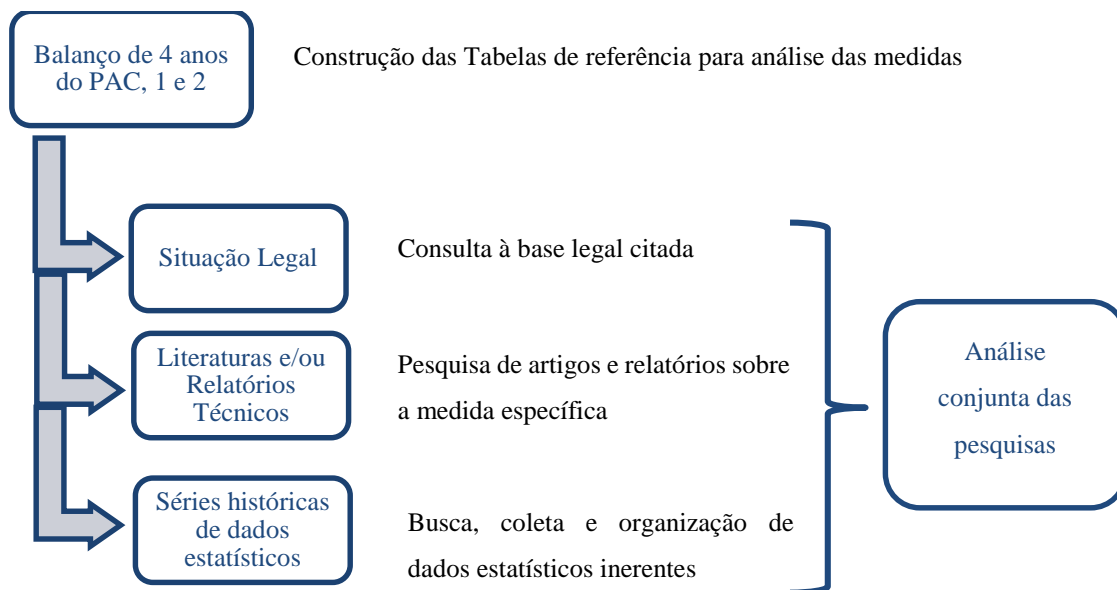 Balanço de 4 anos
do PAC, 1 e 2
Construção das Tabelas de referência para análise das medidas
Situação Legal
Consulta à base legal citada
Literaturas e/ou
Relatórios
Técnicos
Pesquisa de artigos e relatórios sobre
a medida específica
Séries históricas
de dados
estatísticos
Busca, coleta e organização de
dados estatísticos inerentes
Análise
conjunta das
pesquisas